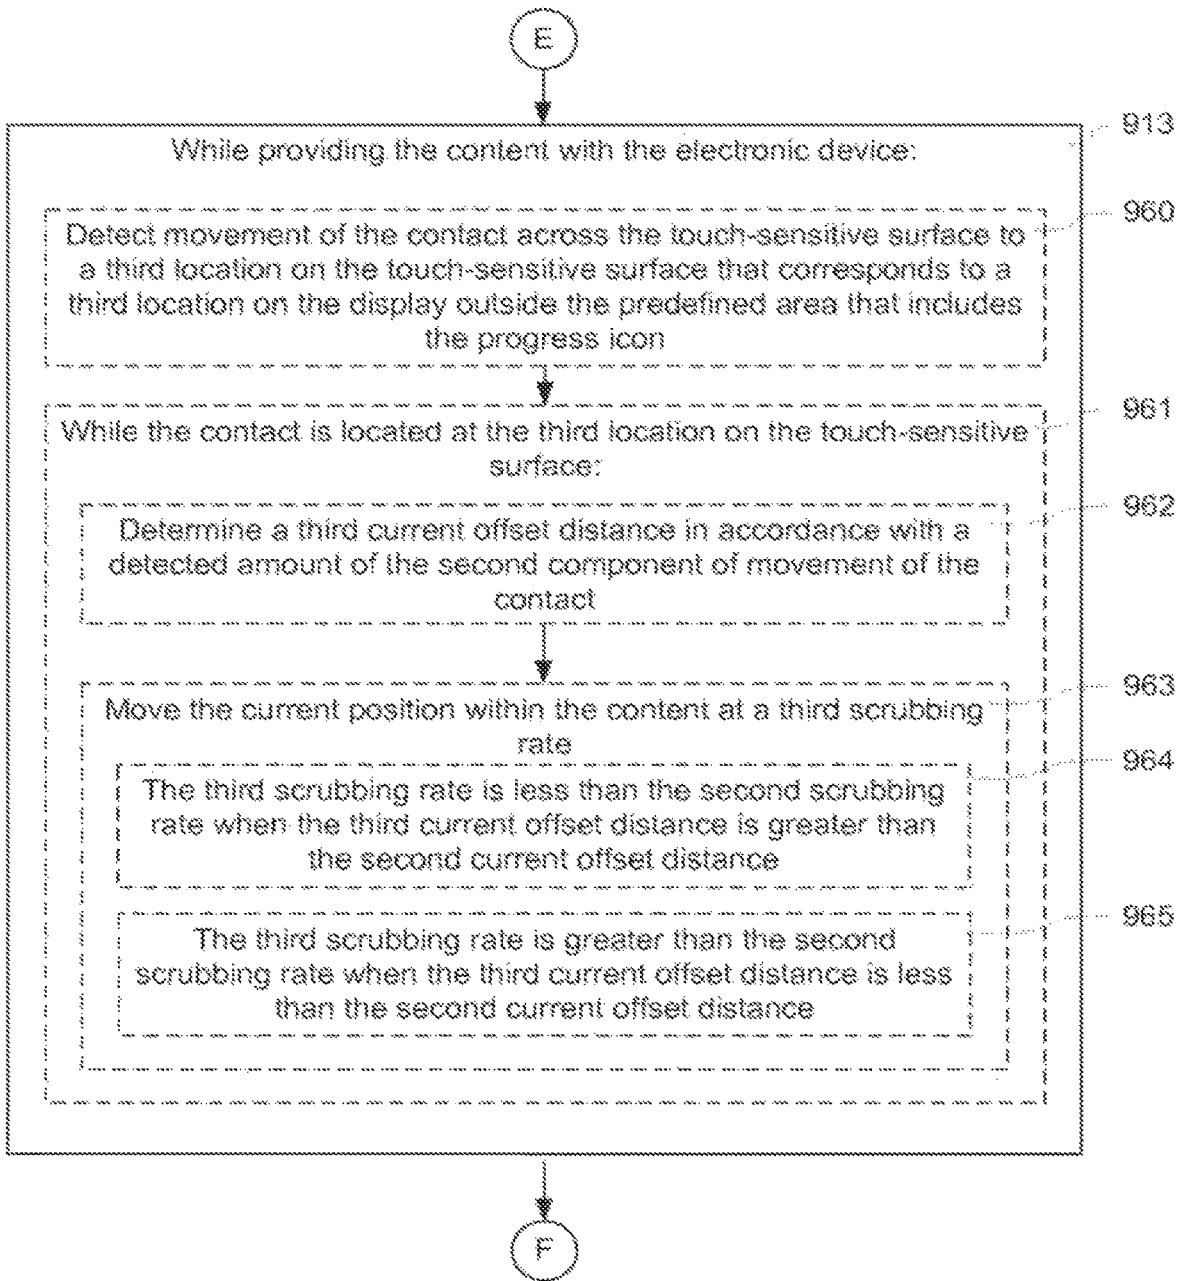 E
While providing the content with the electronic device:
913
Detect movement of the contact across the touch-sensitive surface to
960
a third location on the touch-sensitive surface that corresponds to a
third location on the display outside the predefined area that includes
the progress icon
While the contact is located at the third location on the touch-sensitive
961
surface:
Determine a third current offset distance in accordance with a
962
detected amount of the second component of movement of the
contact
Move the current position within the content at a third scrubbing
963
rate
The third scrubbing rate is less than the second scrubbing
964
rate when the third current offset distance is greater than
the second current offset distance
The third scrubbing rate is greater than the second
965
scrubbing rate when the third current offset distance is less
than the second current offset distance
F